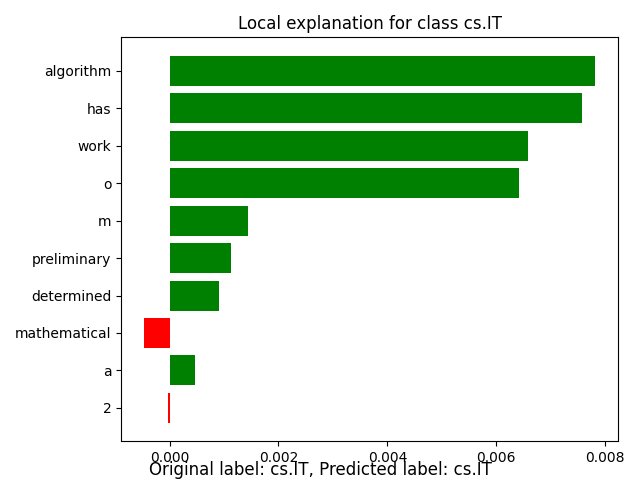 Local explanation for class cs.IT
algorithm
has
work
o
m
preliminary
determined
mathematical
a
2
0.000 0.002 0.004 0.006 0.008
Original label: cs.IT, Predicted label: cs.IT